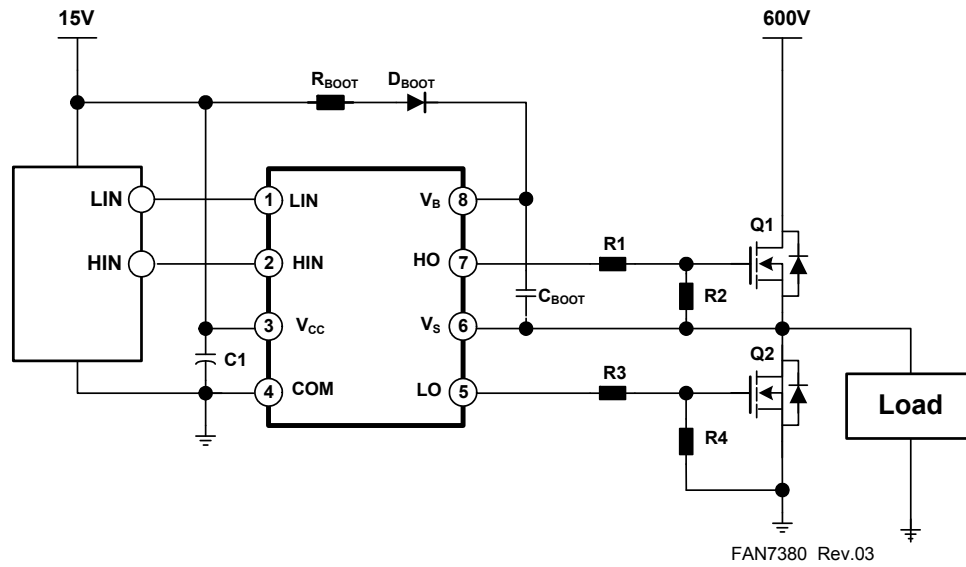 15V
600V
RBOOT
DBOOT
LIN
HIN
1
LIN
2
HIN
3
VCC
4
COM
VB
8
HO
7
VS
6
LO
5
C1
CBOOT
R1
R2
R3
R4
Q1
Q2
Load
FAN7380 Rev.03